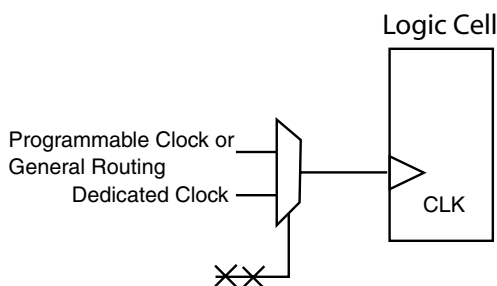 Logic Cell
Programmable Clock or
General Routing
Dedicated Clock
CLK